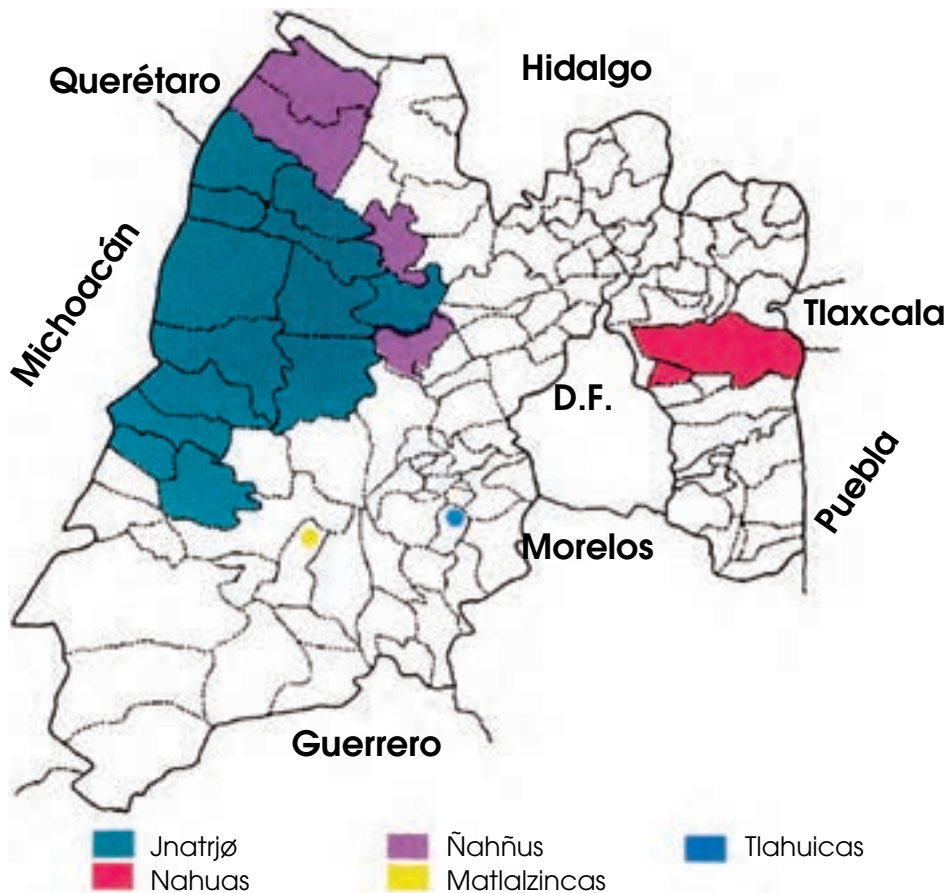 Querétaro
Hidalgo
Michoacán
Tlaxcala
D.F.
Puebla
Morelos
Guerrero
Jnatrjø
Ñahñus
Tlahuicas
Nahuas
Matlalzincas